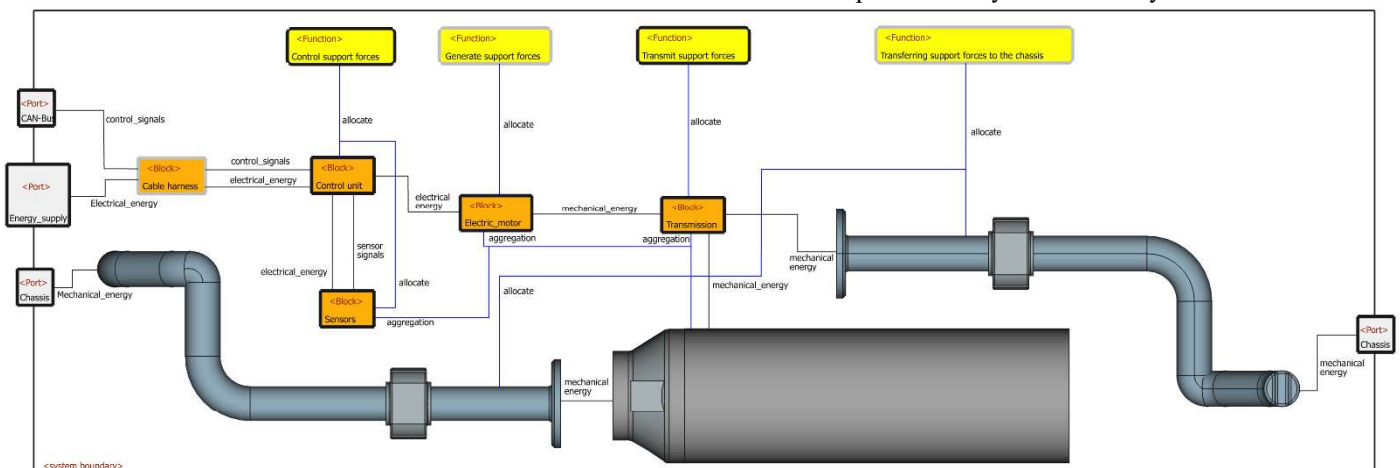 <Function>
Control support forces
<Function>
Generate support forces
<Function>
Transmit support forces
<Function>
Transferring support forces to the chassis
<Port>
CAN-Bus
control_signals
allocate
allocate
allocate
allocate
<Port>
Energy_supply
Electrical_energy
<Block>
Cable harness
control_signals
electrical_energy
<Block>
Control unit
electrical
energy
<Block>
Electric_motor
mechanical_energy
<Block>
Transmission
aggregation
aggregation
sensor
signals
electrical_energy
mechanical
energy
mechanical_energy
<Port>
Chassis
Mechanical_energy
allocate
allocate
<Block>
Sensors
aggregation
<Port>
Chassis
mechanical
energy
mechanical
energy
<system boundary>